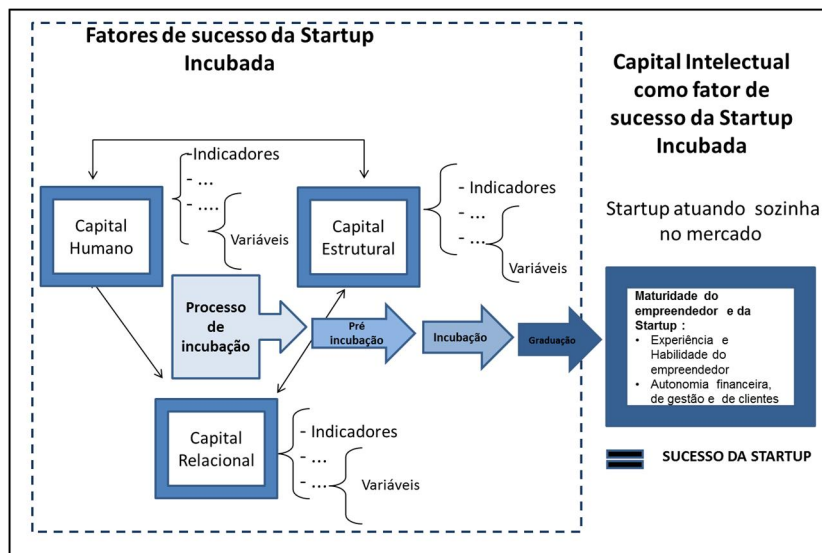 Fatores de sucesso da Startup
Incubada
Capital Intelectual
como fator de
sucesso da Startup
Incubada
- Indicadores
- ...
- ....
Variáveis
Capital
Humano
Capital
Estrutural
- Indicadores
- ...
- ...
Variáveis
Startup atuando sozinha
no mercado
Processo
de
incubação
Pré
incubação
Incubação
Graduação
Maturidade do
empreendedor e da
Startup :
• Experiência e
Habilidade do
empreendedor
• Autonomia financeira,
de gestão e de clientes
Capital
Relacional
- Indicadores
- ...
- ...
Variáveis
SUCESSO DA STARTUP